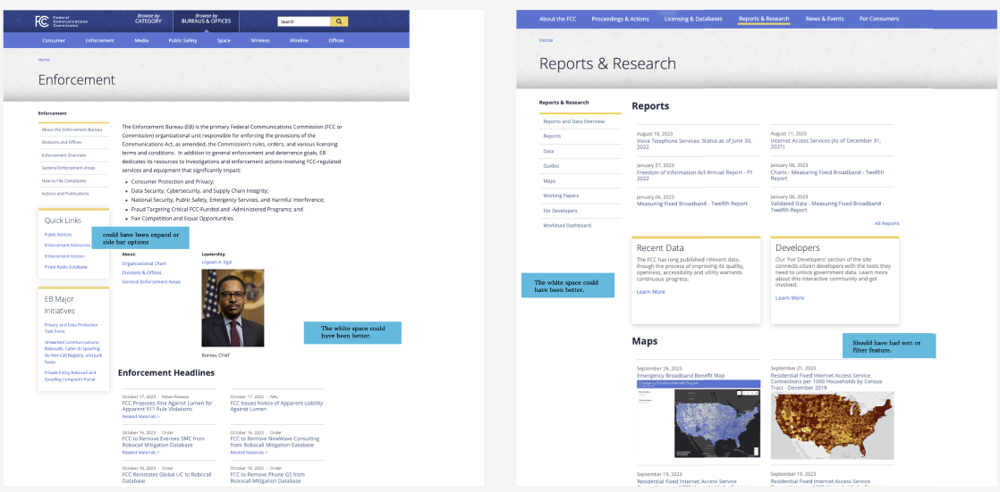 FCC Federal
Communications
Commission
Browse by
CATEGORY
Browse by
BUREAUS & OFFICES
Search
Consumer Enforcement Media Public Safety Space Wireless Wireline Offices
Home
Enforcement
Enforcement
About the Enforcement Bureau
Divisions and Offices
Enforcement Overview
General Enforcement Areas
How to File Complaints
Actions and Publications
Quick Links
Public Notices
Enforcement Advisories
Enforcement Actions
Pirate Radio Database
could have been expand or
side bar options
EB Major
Initiatives
Privacy and Data Protection
Task Force
Unwanted Communications:
Robocalls, Caller ID Spoofing,
Do-Not-Call Registry, and Junk
Faxes
Private Entity Robocall and
Spoofing Complaint Portal
The Enforcement Bureau (EB) is the primary Federal Communications Commission (FCC or
Commission) organizational unit responsible for enforcing the provisions of the
Communications Act, as amended, the Commission's rules, orders, and various licensing
terms and conditions. In addition to general enforcement and deterrence goals, EB
dedicates its resources to investigations and enforcement actions involving FCC-regulated
services and equipment that significantly impact:
• Consumer Protection and Privacy;
• Data Security, Cybersecurity, and Supply Chain Integrity;
• National Security, Public Safety, Emergency Services, and Harmful Interference;
• Fraud Targeting Critical FCC-Funded and -Administered Programs; and
• Fair Competition and Equal Opportunities.
About:
Organizational Chart
Divisions & Offices
General Enforcement Areas
Leadership:
Loyaan A. Egal
Bureau Chief
The white space could
have been better.
Enforcement Headlines
October 17, 2023 - News Release
FCC Proposes Fine Against Lumen for
Apparent 911 Rule Violations
Related Materials >
October 17, 2023 - NAL
FCC Issues Notice of Apparent Liability
Against Lumen
October 16, 2023 - Order
FCC to Remove Evernex SMC from
Robocall Mitigation Database
Related Materials >
October 16, 2023 - Order
FCC to Remove NewWave Consulting
from Robocall Mitigation Database
Related Materials >
October 16, 2023 - Order
FCC Reinstates Global UC to Robocall
Database
October 16, 2023 - Order
FCC to Remove Phone GS from
Robocall Mitigation Database
About the FCC Proceedings & Actions Licensing & Databases Reports & Research News & Events For Consumers
Home
Reports & Research
Reports & Research
Reports and Data Overview
Reports
Data
Guides
Maps
Working Papers
For Developers
Workload Dashboard
The white space could
have been better.
Reports
August 18, 2023
Voice Telephone Services: Status as of June 30,
2022
August 11, 2023
Internet Access Services (As of December 31,
2021)
January 27, 2023
Freedom of Information Act Annual Report - FY
2022
January 06, 2023
Charts - Measuring Fixed Broadband - Twelfth
Report
January 06, 2023
Measuring Fixed Broadband - Twelfth Report
January 06, 2023
Validated Data - Measuring Fixed Broadband -
Twelfth Report
All Reports
Recent Data
The FCC has long published relevant data,
though the process of improving its quality,
openness, accessibility and utility warrants
continuous progress.
Learn More
Developers
Our 'For Developers' section of the site
connects citizen developers with the tools they
need to unlock government data. Learn more
about this interactive community and get
involved.
Learn More
Maps
Should have had sort or
filter feature.
September 26, 2023
Emergency Broadband Benefit Map
Emergency Broadband Benefit Program
September 21, 2023
Residential Fixed Internet Access Service
Connections per 1000 Households by Census
Tract - December 2019
September 19, 2023
Residential Fixed Internet Access Service
September 19, 2023
Residential Fixed Internet Access Service